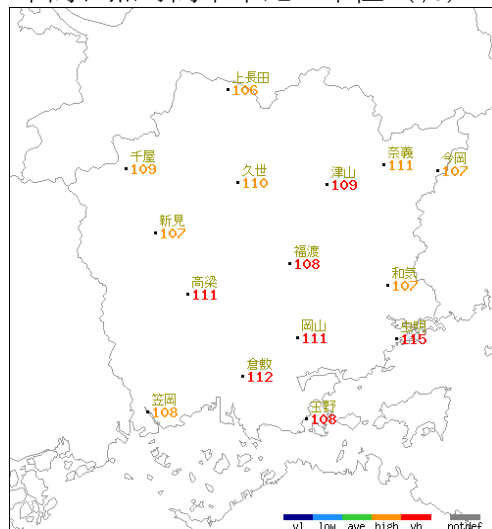 上長田
106
千屋
109
久世
110
津山
109
奈義
111
今岡
107
新見
107
福渡
108
高梁
111
和気
107
岡山
111
虫明
115
倉敷
112
笠岡
108
玉野
108
vl low ave high vh notdef